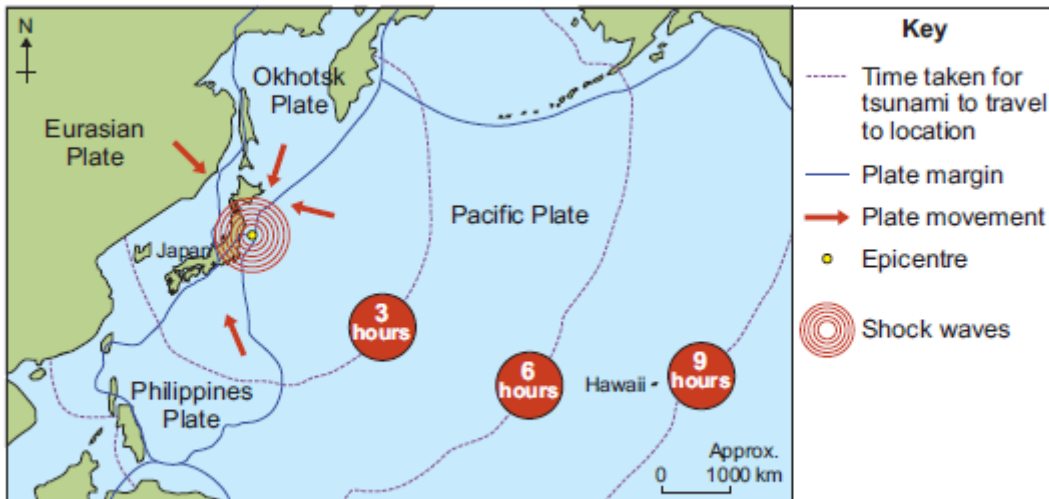 N
Okhotsk
Plate
Eurasian
Plate
Pacific Plate
Japan
3
hours
6
hours
Hawaii
9
hours
Philippines
Plate
Approx.
0 1000 km
Key
Time taken for
tsunami to travel
to location
Plate margin
Plate movement
Epicentre
Shock waves